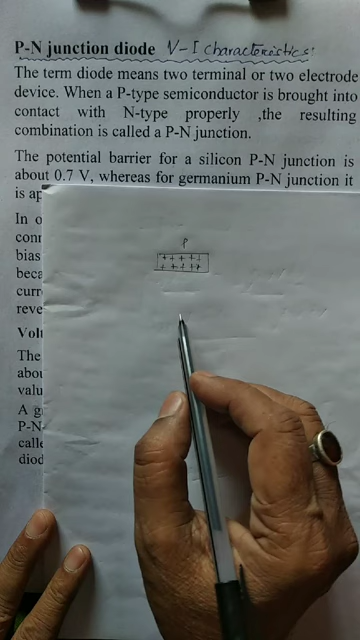 P-N junction diode V-I characteristics:
The term diode means two terminal or two electrode
device. When a P-type semiconductor is brought into
contact with N-type properly ,the resulting
combination is called a P-N junction.
The potential barrier for a silicon P-N junction is
about 0.7 V, whereas for germanium P-N junction it
is ap
In o
conn
bias
beca
curr
reve
Volt
The
abou
valu
A g
P-N
calle
diod
P
+ + + + +
+ + + + +